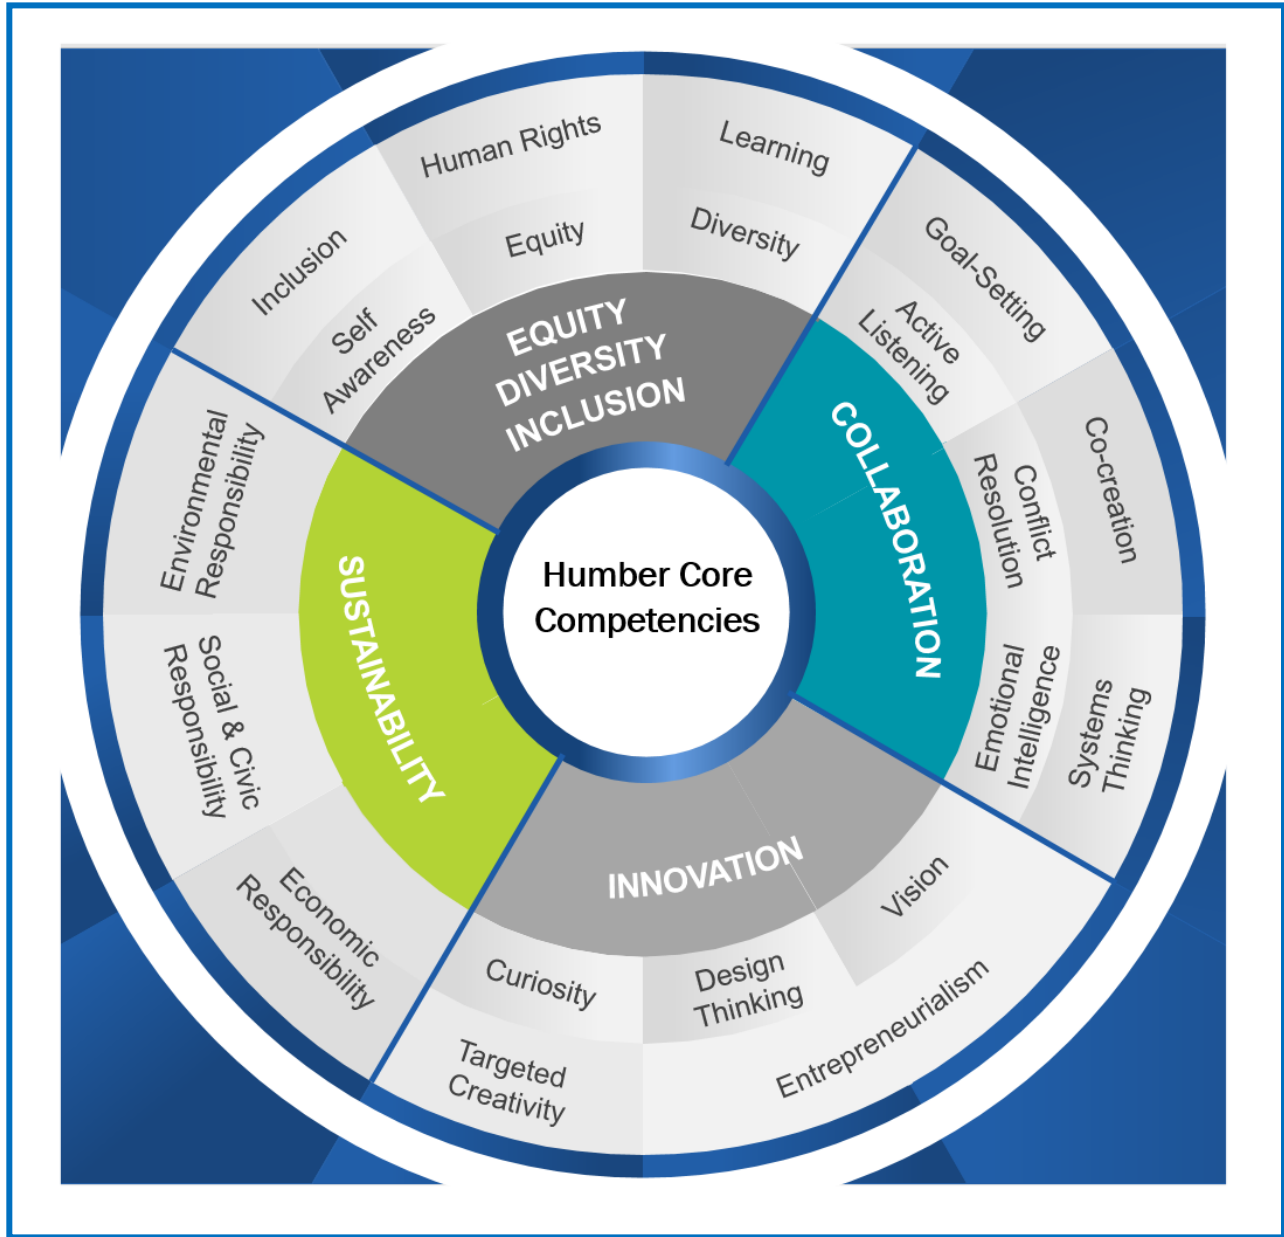 Humber Core
Competencies
EQUITY
DIVERSITY
INCLUSION
Inclusion
Self
Awareness
Human Rights
Equity
Learning
Diversity
COLLABORATION
Goal-Setting
Active
Listening
Co-creation
Conflict
Resolution
Systems
Thinking
Emotional
Intelligence
INNOVATION
Vision
Entrepreneurialism
Design
Thinking
Curiosity
Targeted
Creativity
SUSTAINABILITY
Economic
Responsibility
Social & Civic
Responsibility
Environmental
Responsibility